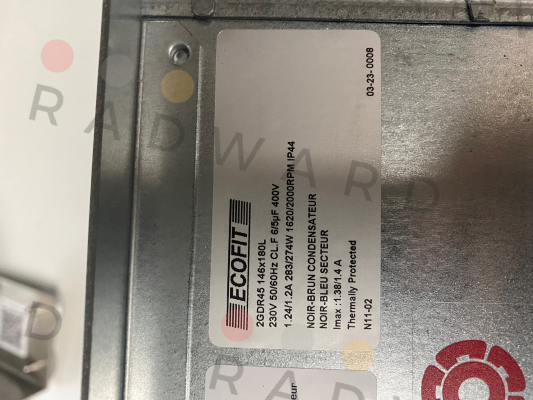 ECOFIT
2GDR45 146x180L
230V 50/60Hz CL.F 6/5µF 400V
1.24/1.2A 283/274W 1620/2000RPM IP44
NOIR-BRUN CONDENSATEUR
NOIR-BLEU SECTEUR
Imax :1.38/1.4 A
Thermally Protected
N11-02
03-23-0008
eur
RADWARD
RADWARD
RADWARD